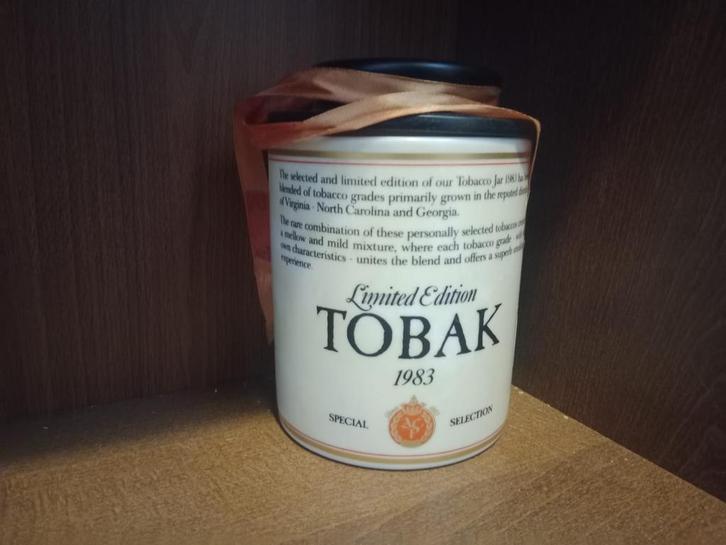 The selected and limited edition of our Tobacco Jar 1983
blended of tobacco grades primarily grown in the reputed
of Virginia - North Carolina and Georgia.
The rare combination of these personally selected tobaccos
a mellow and mild mixture, where each tobacco grade -
own characteristics - unites the blend and offers a superb
experience.
Limited Edition
TOBAK
1983
SPECIAL SELECTION